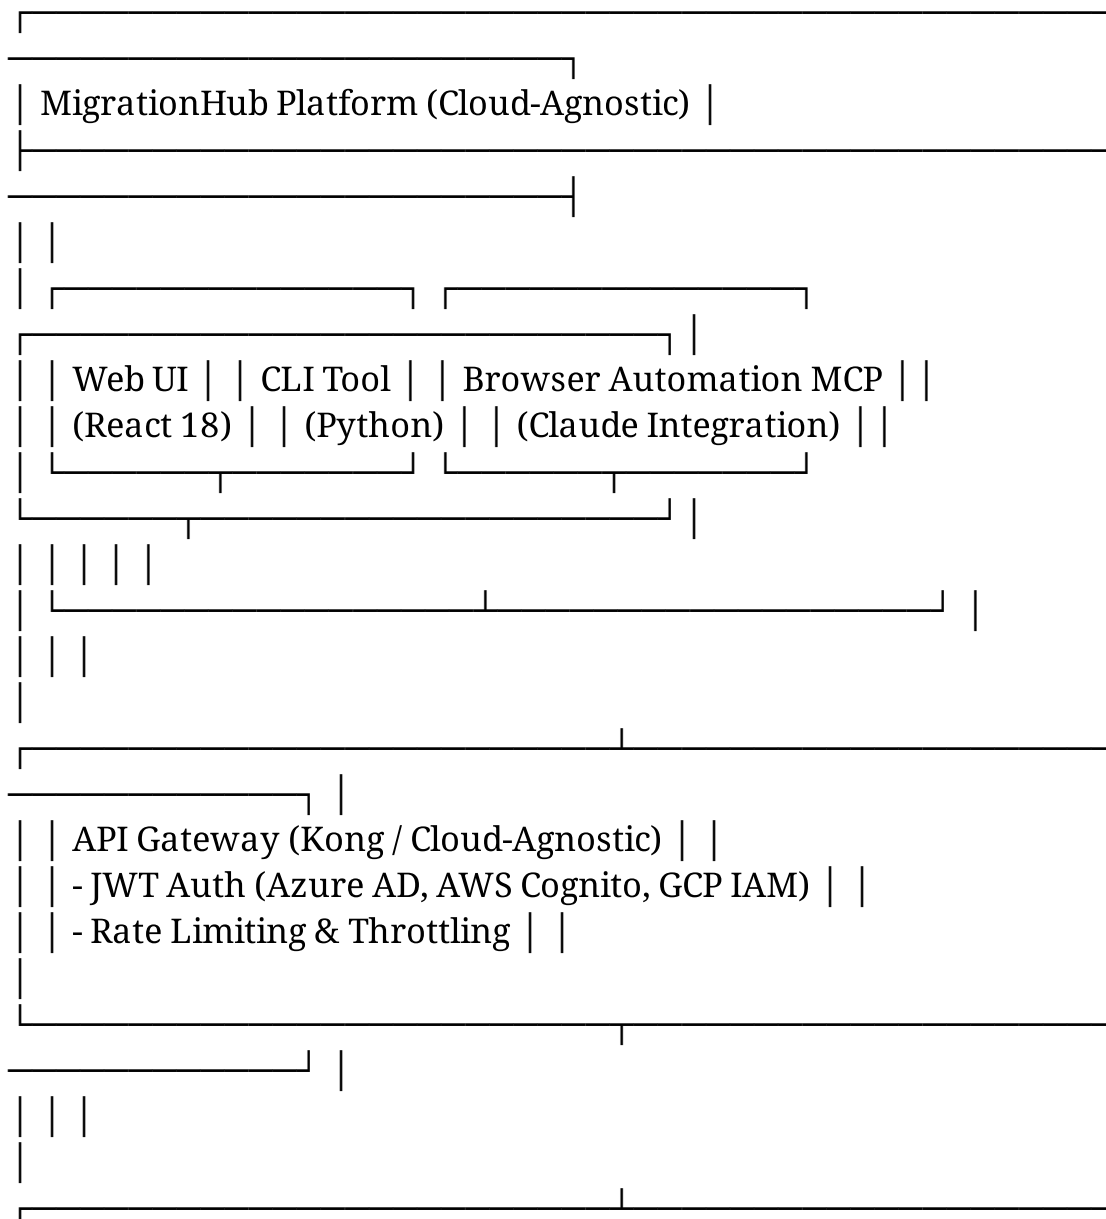 │ MigrationHub Platform (Cloud-Agnostic) │
│ │ Web UI │ │ CLI Tool │ │ Browser Automation MCP ││
│ │ (React 18) │ │ (Python) │ │ (Claude Integration) ││
│ │ API Gateway (Kong / Cloud-Agnostic) │ │
│ │ - JWT Auth (Azure AD, AWS Cognito, GCP IAM) │ │
│ │ - Rate Limiting & Throttling │ │